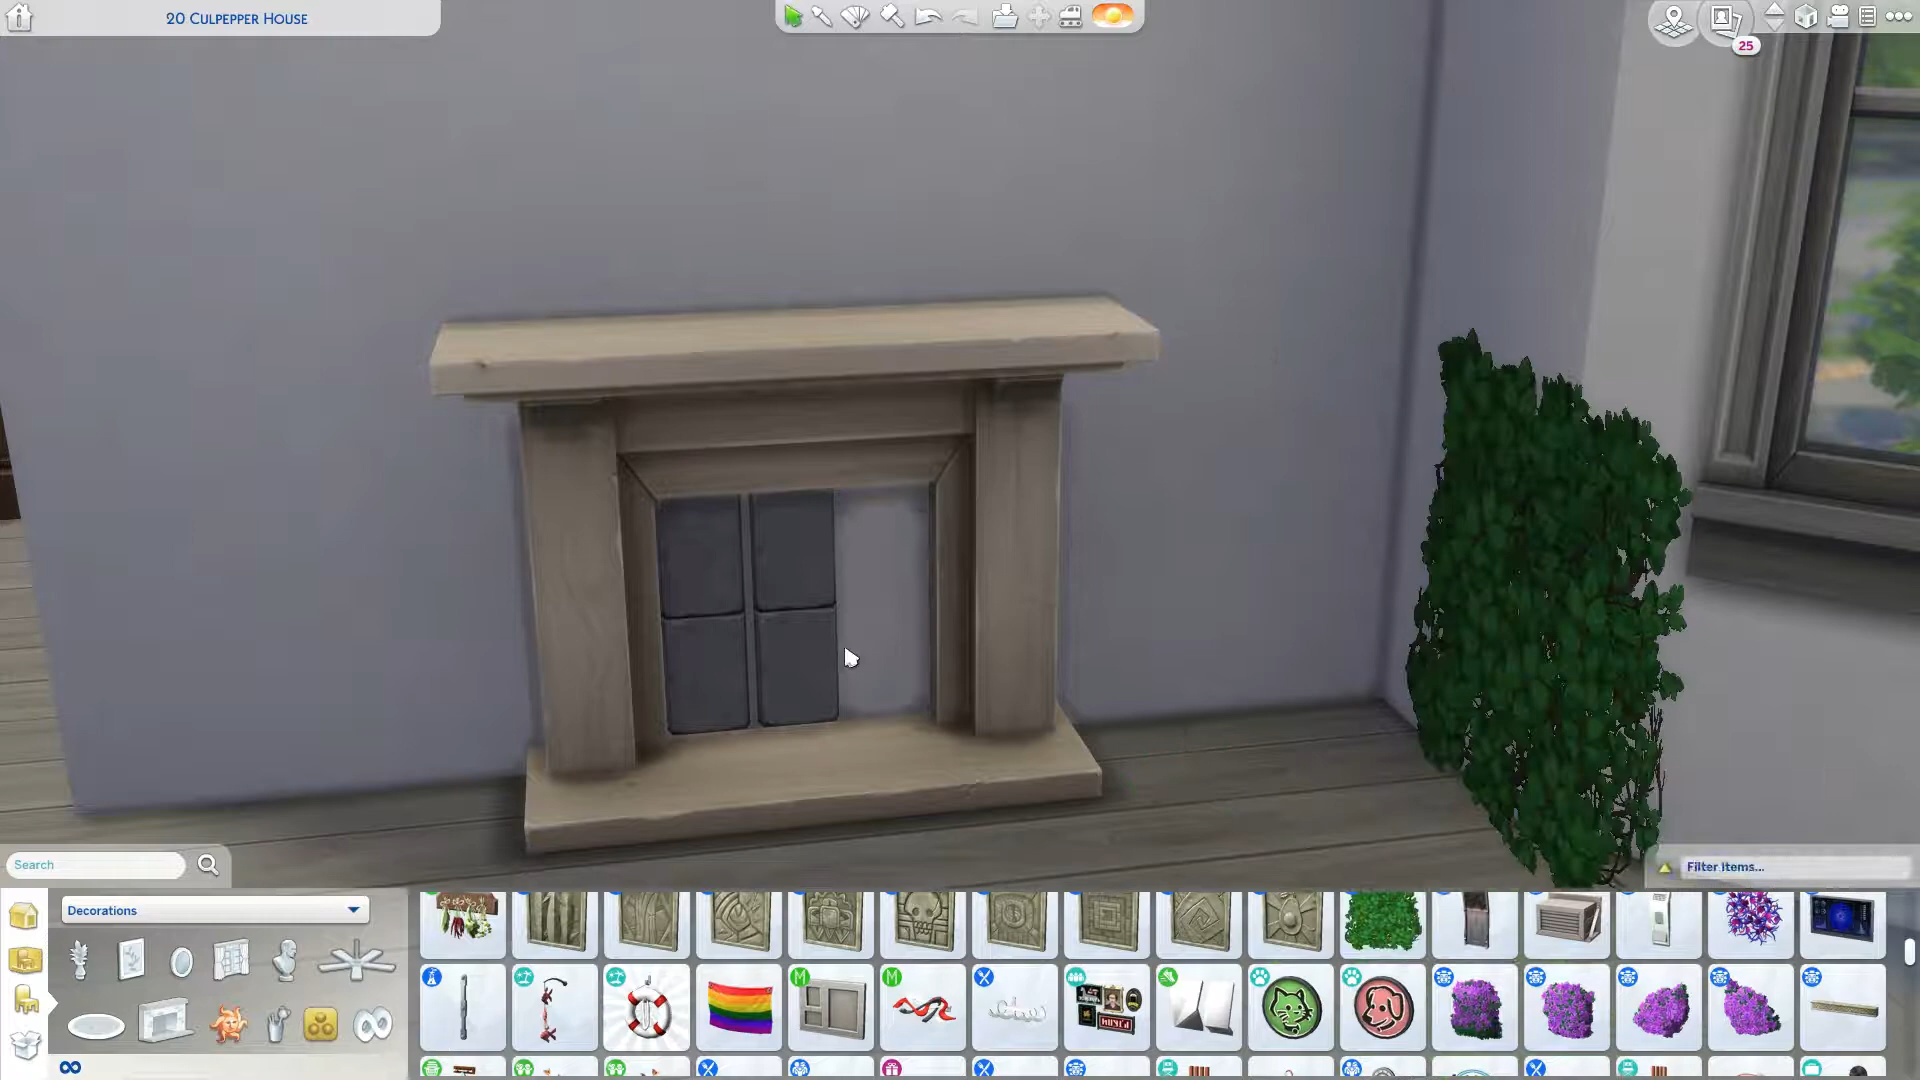 20 CULPEPPER HOUSE
25
Search
Filter Items...
Decorations
M
M